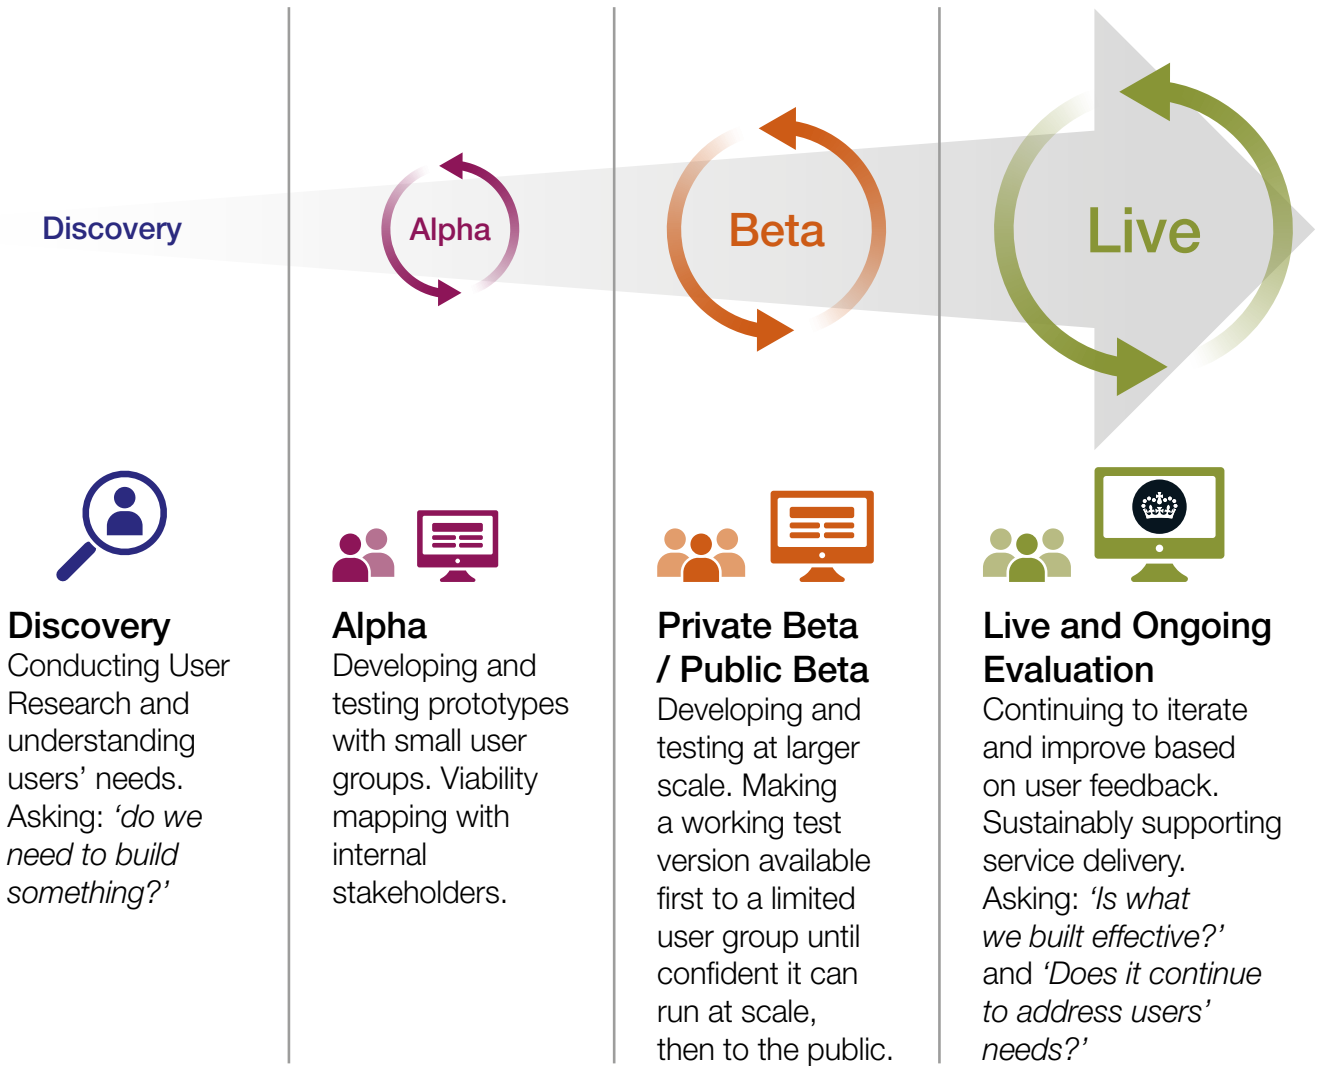 Discovery
Alpha
Beta
Live
Discovery
Conducting User
Research and
understanding
users’ needs.
Asking: ‘do we
need to build
something?’
Alpha
Developing and
testing prototypes
with small user
groups. Viability
mapping with
internal
stakeholders.
Private Beta
/ Public Beta
Developing and
testing at larger
scale. Making
a working test
version available
first to a limited
user group until
confident it can
run at scale,
then to the public.
Live and Ongoing
Evaluation
Continuing to iterate
and improve based
on user feedback.
Sustainably supporting
service delivery.
Asking: ‘Is what
we built effective?’
and ‘Does it continue
to address users’
needs?’